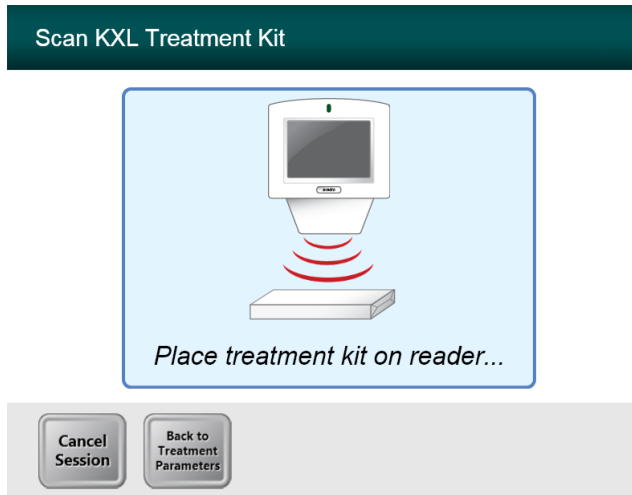 Scan KXL Treatment Kit
Place treatment kit on reader...
Cancel
Session
Back to
Treatment
Parameters